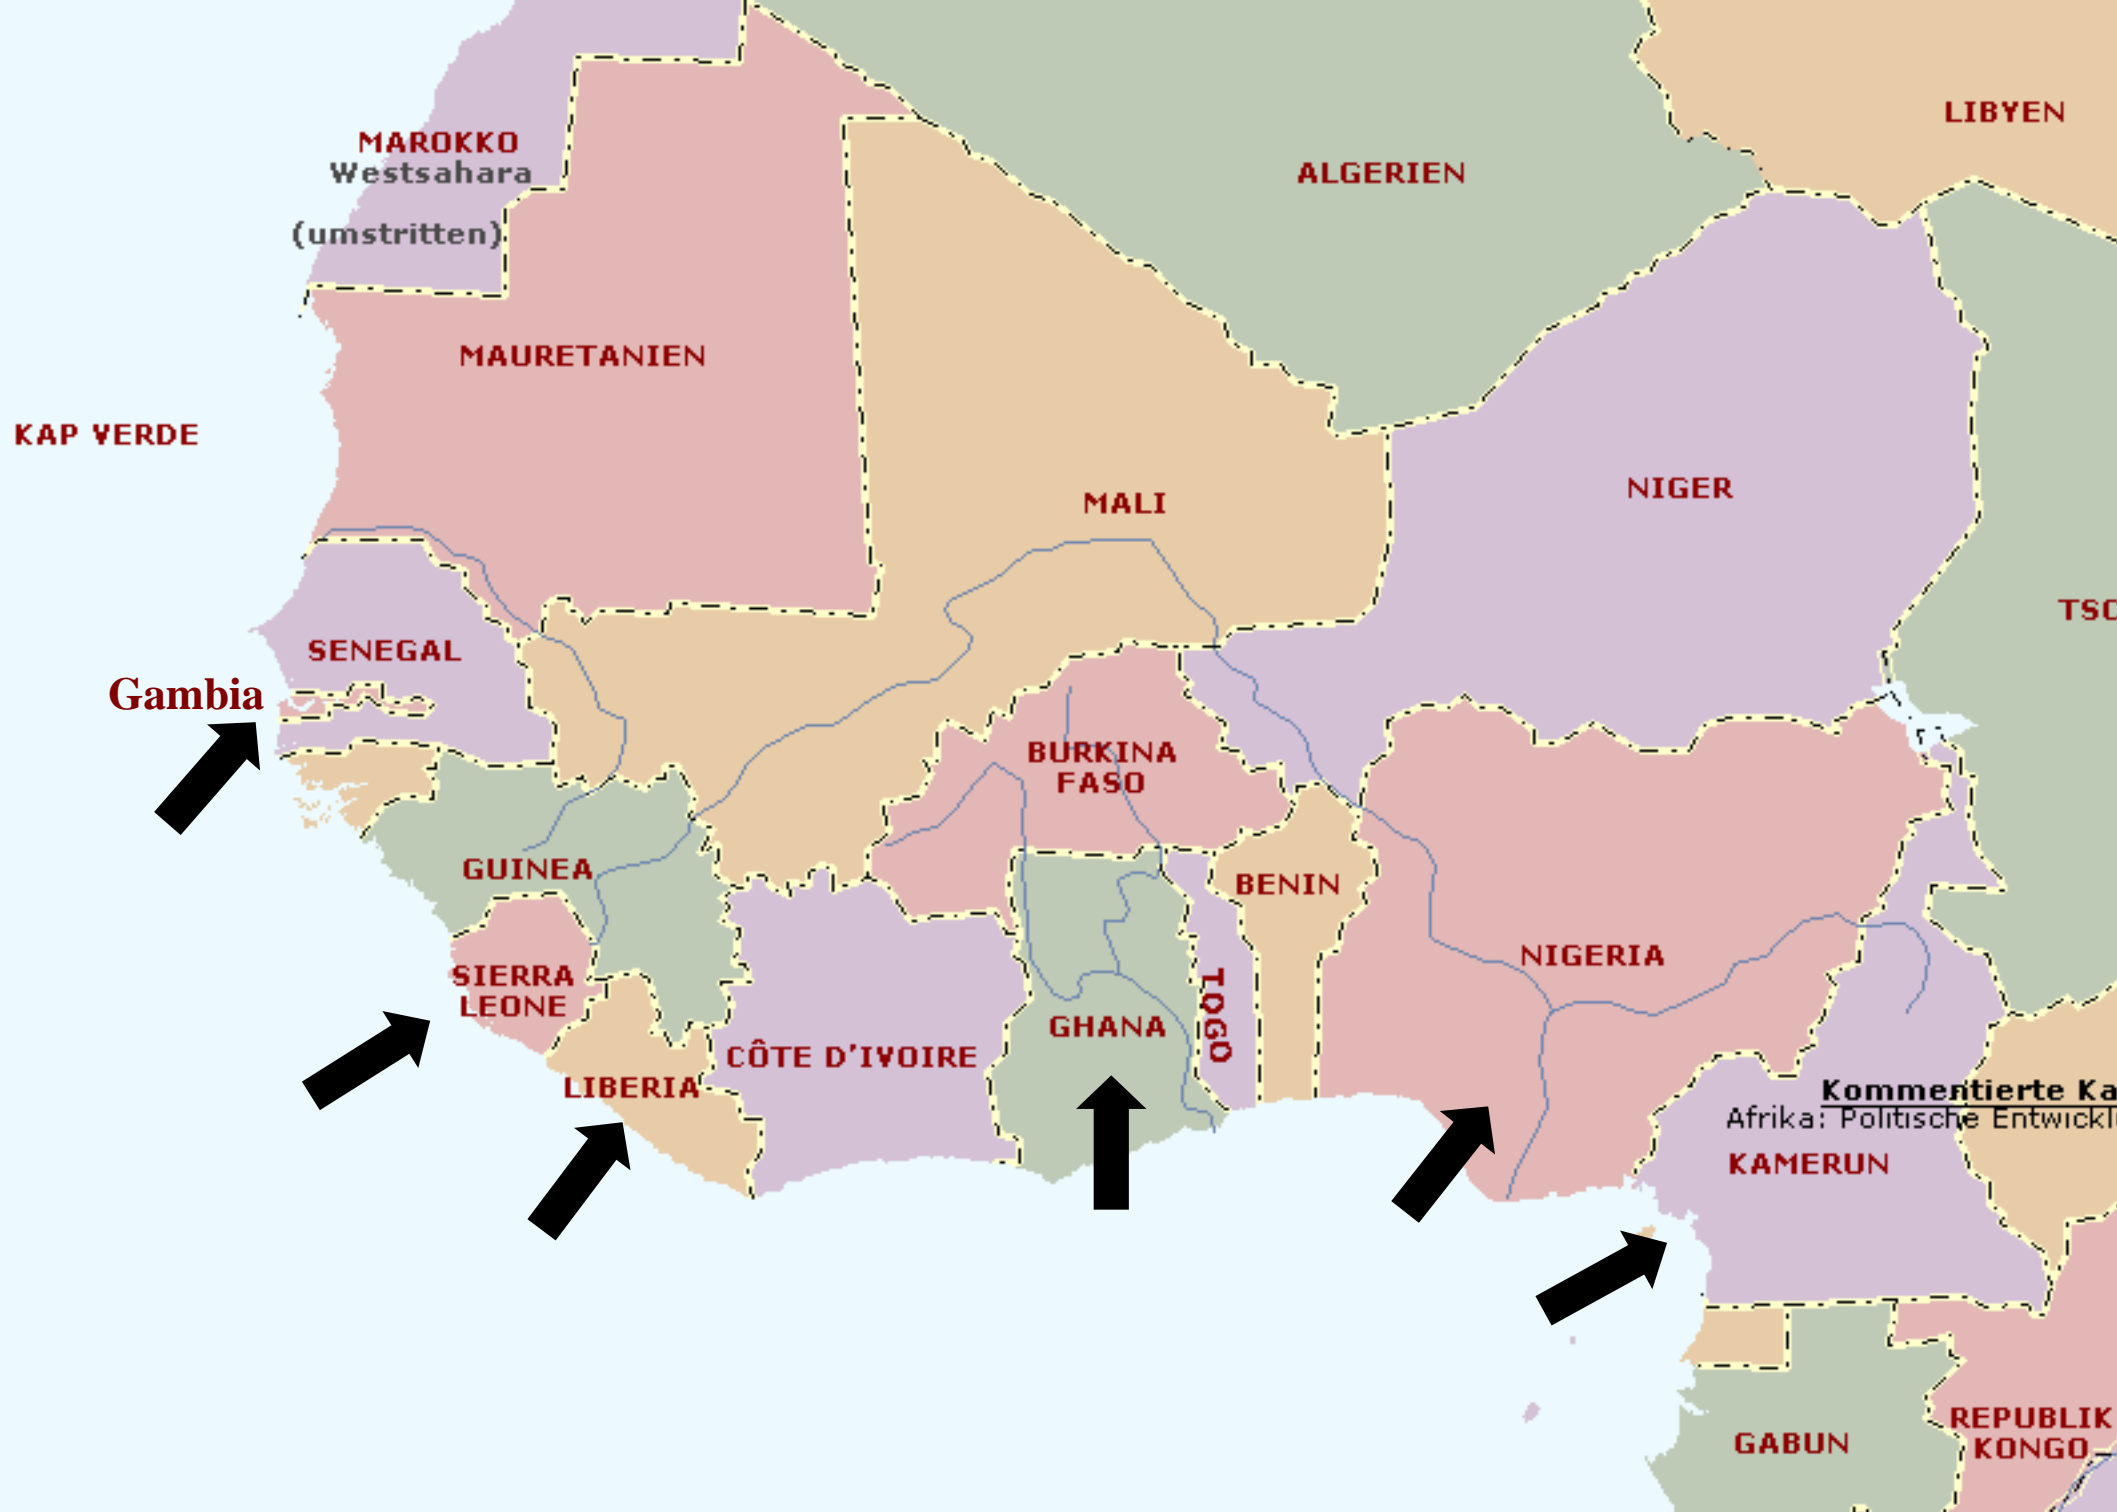 LIBYEN
MAROKKO
Westsahara
(umstritten)
ALGERIEN
MAURETANIEN
KAP VERDE
NIGER
MALI
TSC
SENEGAL
Gambia
BURKINA
FASO
GUINEA
BENIN
NIGERIA
SIERRA
LEONE
TOGO
GHANA
CÔTE D'IVOIRE
LIBERIA
Kommentierte Ka
Afrika: Politische Entwickl
KAMERUN
REPUBLIK
KONGO
GABUN